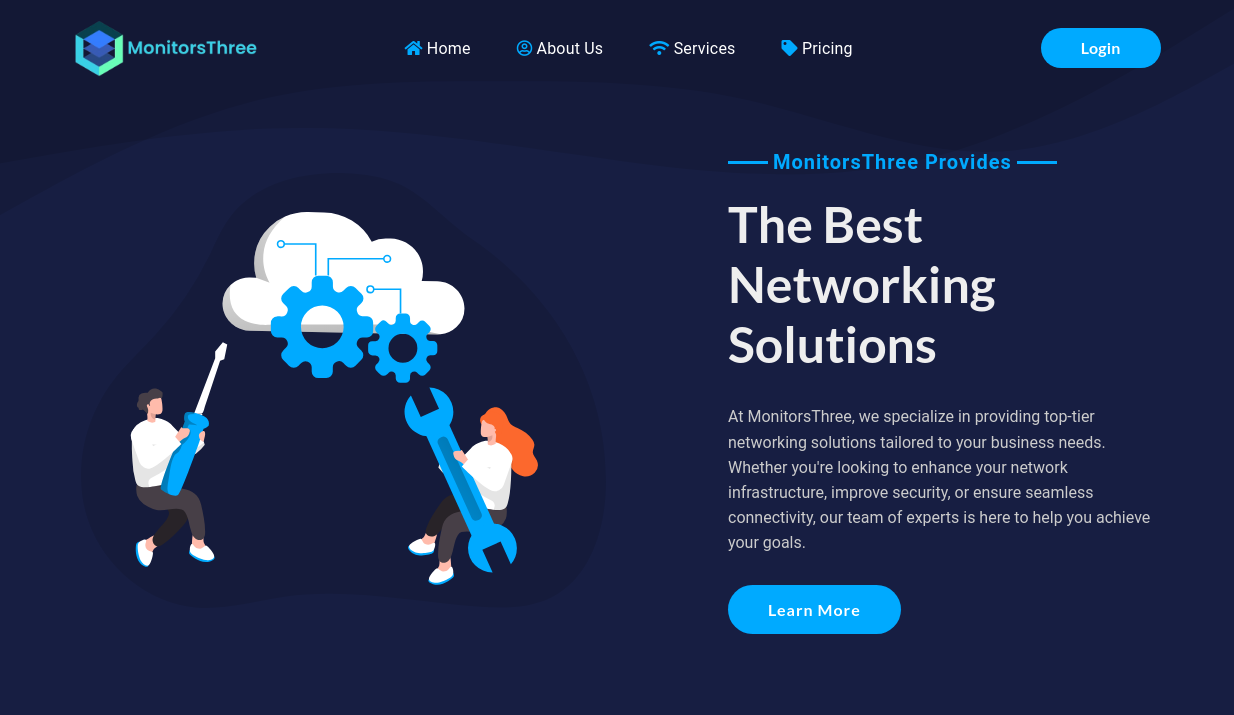 MonitorsThree
Home
About Us
Services
Pricing
Login
MonitorsThree Provides
The Best
Networking
Solutions
At MonitorsThree, we specialize in providing top-tier
networking solutions tailored to your business needs.
Whether you're looking to enhance your network
infrastructure, improve security, or ensure seamless
connectivity, our team of experts is here to help you achieve
your goals.
Learn More